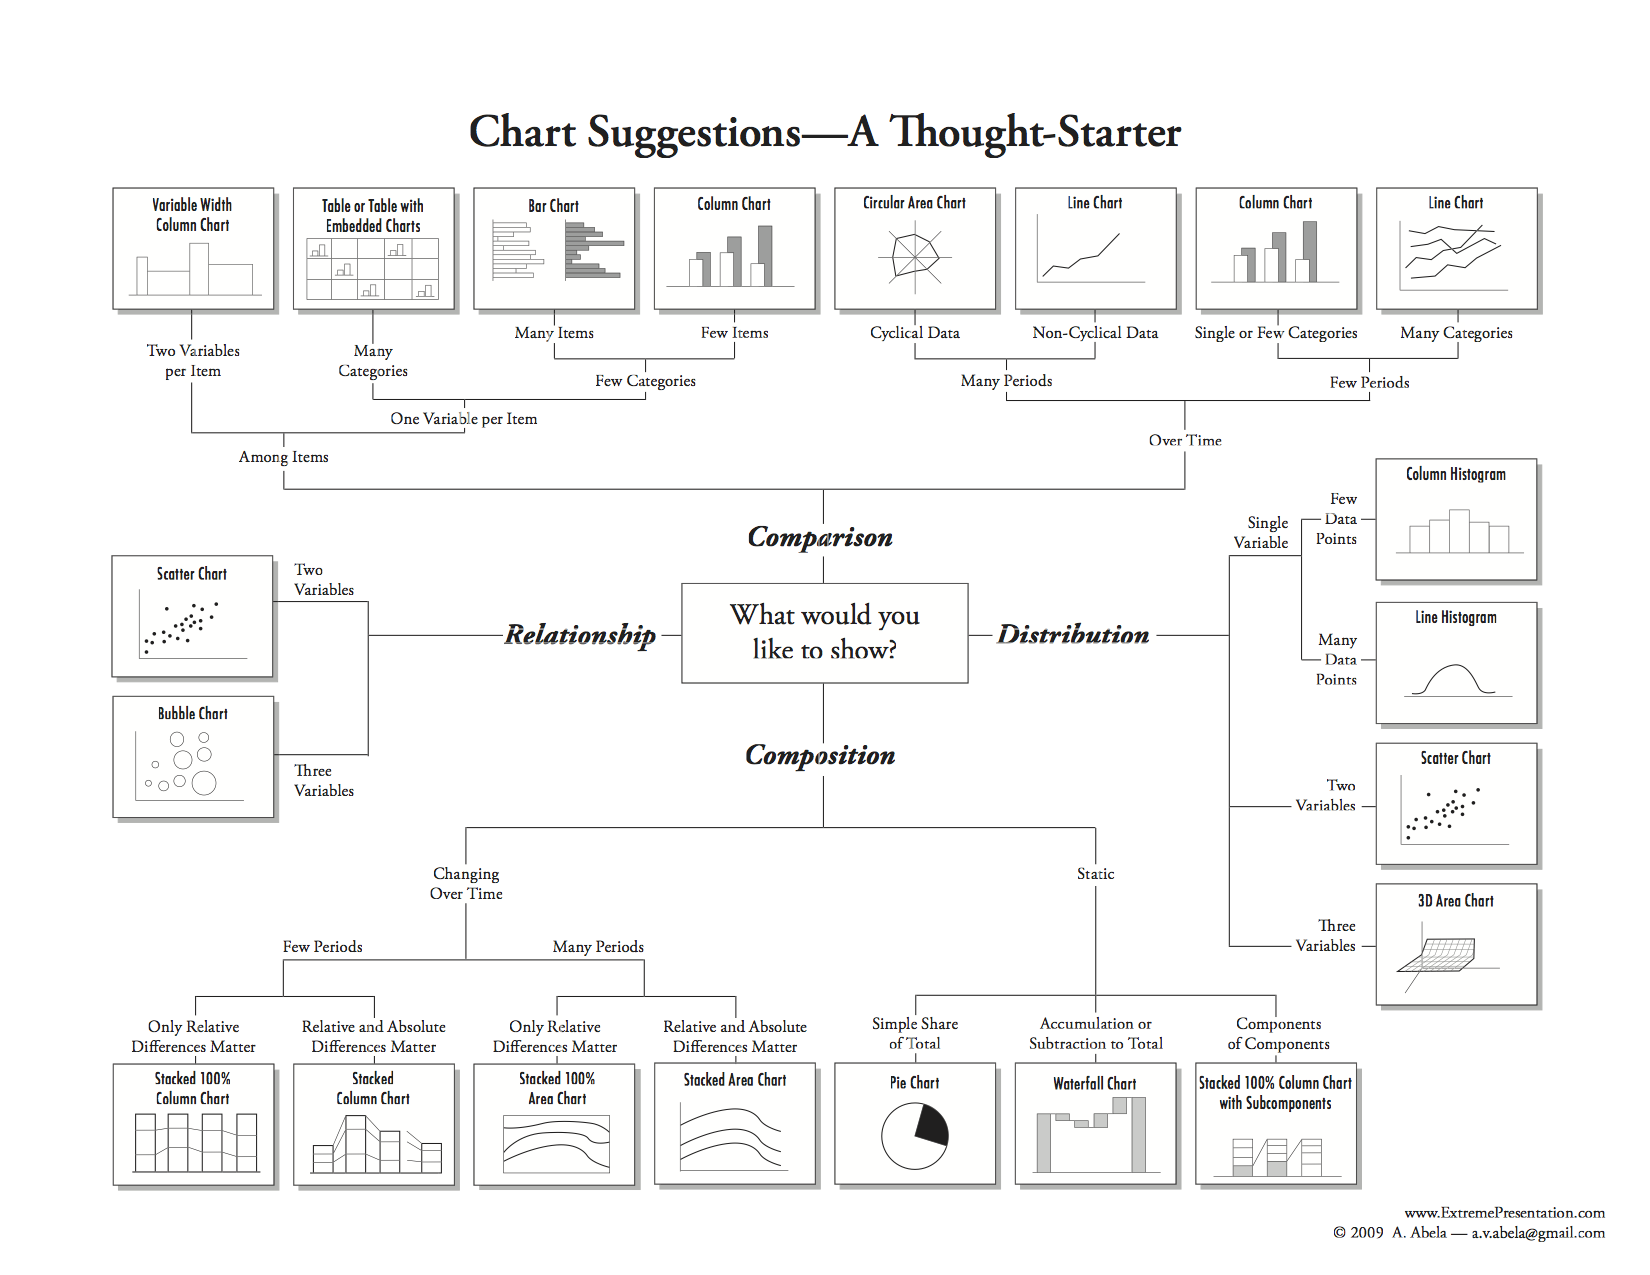 Chart Suggestions—A Thought-Starter
Variable Width
Column Chart
Table or Table with
Embedded Charts
Bar Chart
Column Chart
Circular Area Chart
Line Chart
Column Chart
Line Chart
Two Variables
per Item
Many
Categories
Many Items
Few Items
Cyclical Data
Non-Cyclical Data
Single or Few Categories
Many Categories
Few Categories
Many Periods
Few Periods
One Variable per Item
Among Items
Over Time
Comparison
What would you
like to show?
Relationship
Two
Variables
Scatter Chart
Three
Variables
Bubble Chart
Distribution
Single
Variable
Few
Data
Points
Column Histogram
Many
Data
Points
Line Histogram
Two
Variables
Scatter Chart
Three
Variables
3D Area Chart
Composition
Changing
Over Time
Static
Few Periods
Many Periods
Only Relative
Differences Matter
Relative and Absolute
Differences Matter
Only Relative
Differences Matter
Relative and Absolute
Differences Matter
Simple Share
of Total
Accumulation or
Subtraction to Total
Components
of Components
Stacked 100%
Column Chart
Stacked
Column Chart
Stacked 100%
Area Chart
Stacked Area Chart
Pie Chart
Waterfall Chart
Stacked 100% Column Chart
with Subcomponents
www.ExtremePresentation.com
© 2009 A. Abela — a.v.abela@gmail.com